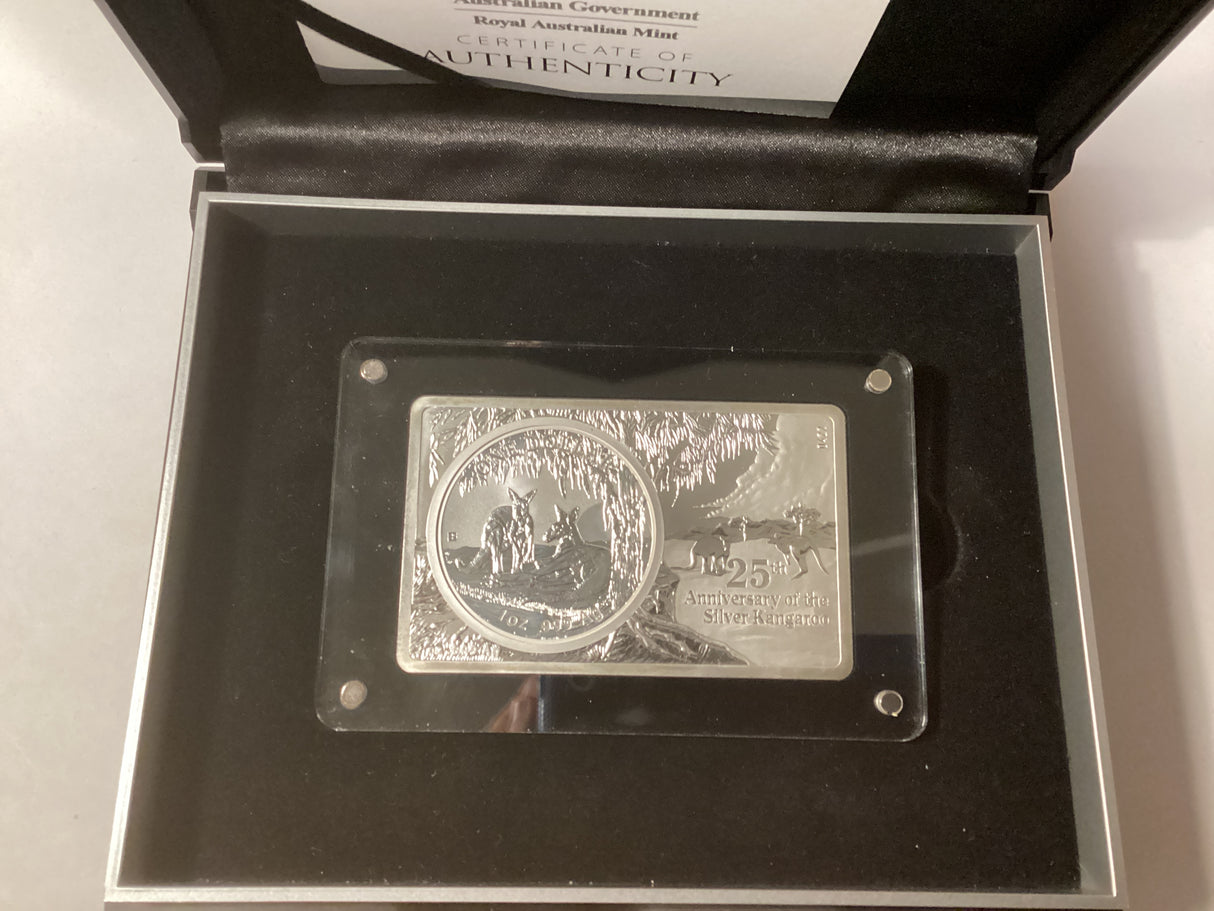 Australian Government
Royal Australian Mint
CERTIFICATE OF
AUTHENTICITY
25th
Anniversary of the
Silver Kangaroo
1oz